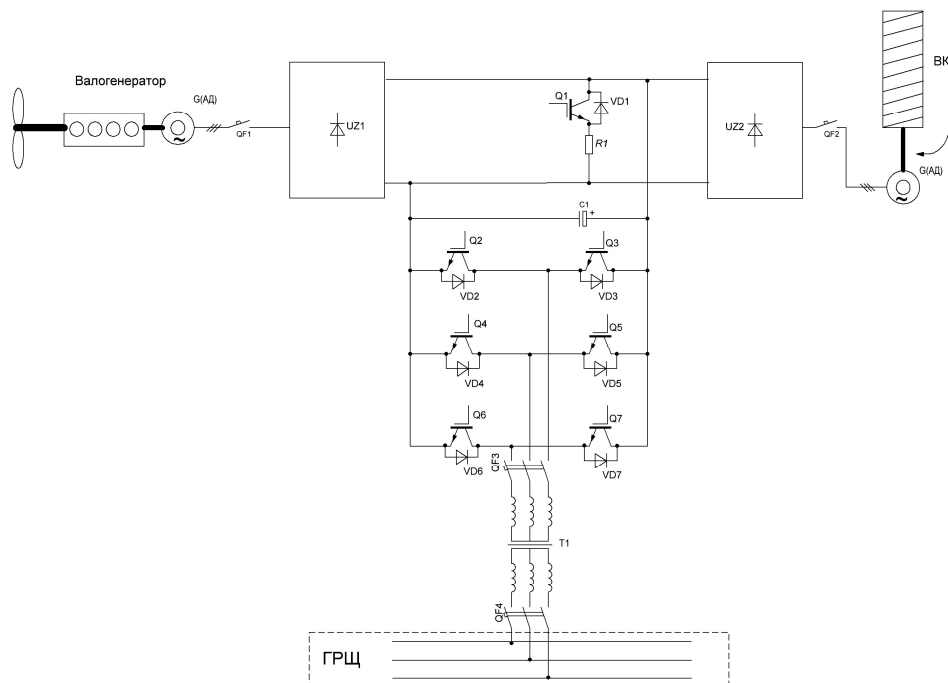 Валогенератор
ВК
G(АД)
QF1
UZ1
Q1
VD1
R1
UZ2
QF2
G(АД)
C1
+
Q2
Q3
VD2
VD3
Q4
Q5
VD4
VD5
Q6
Q7
VD6
VD7
QF3
T1
QF4
ГРЩ